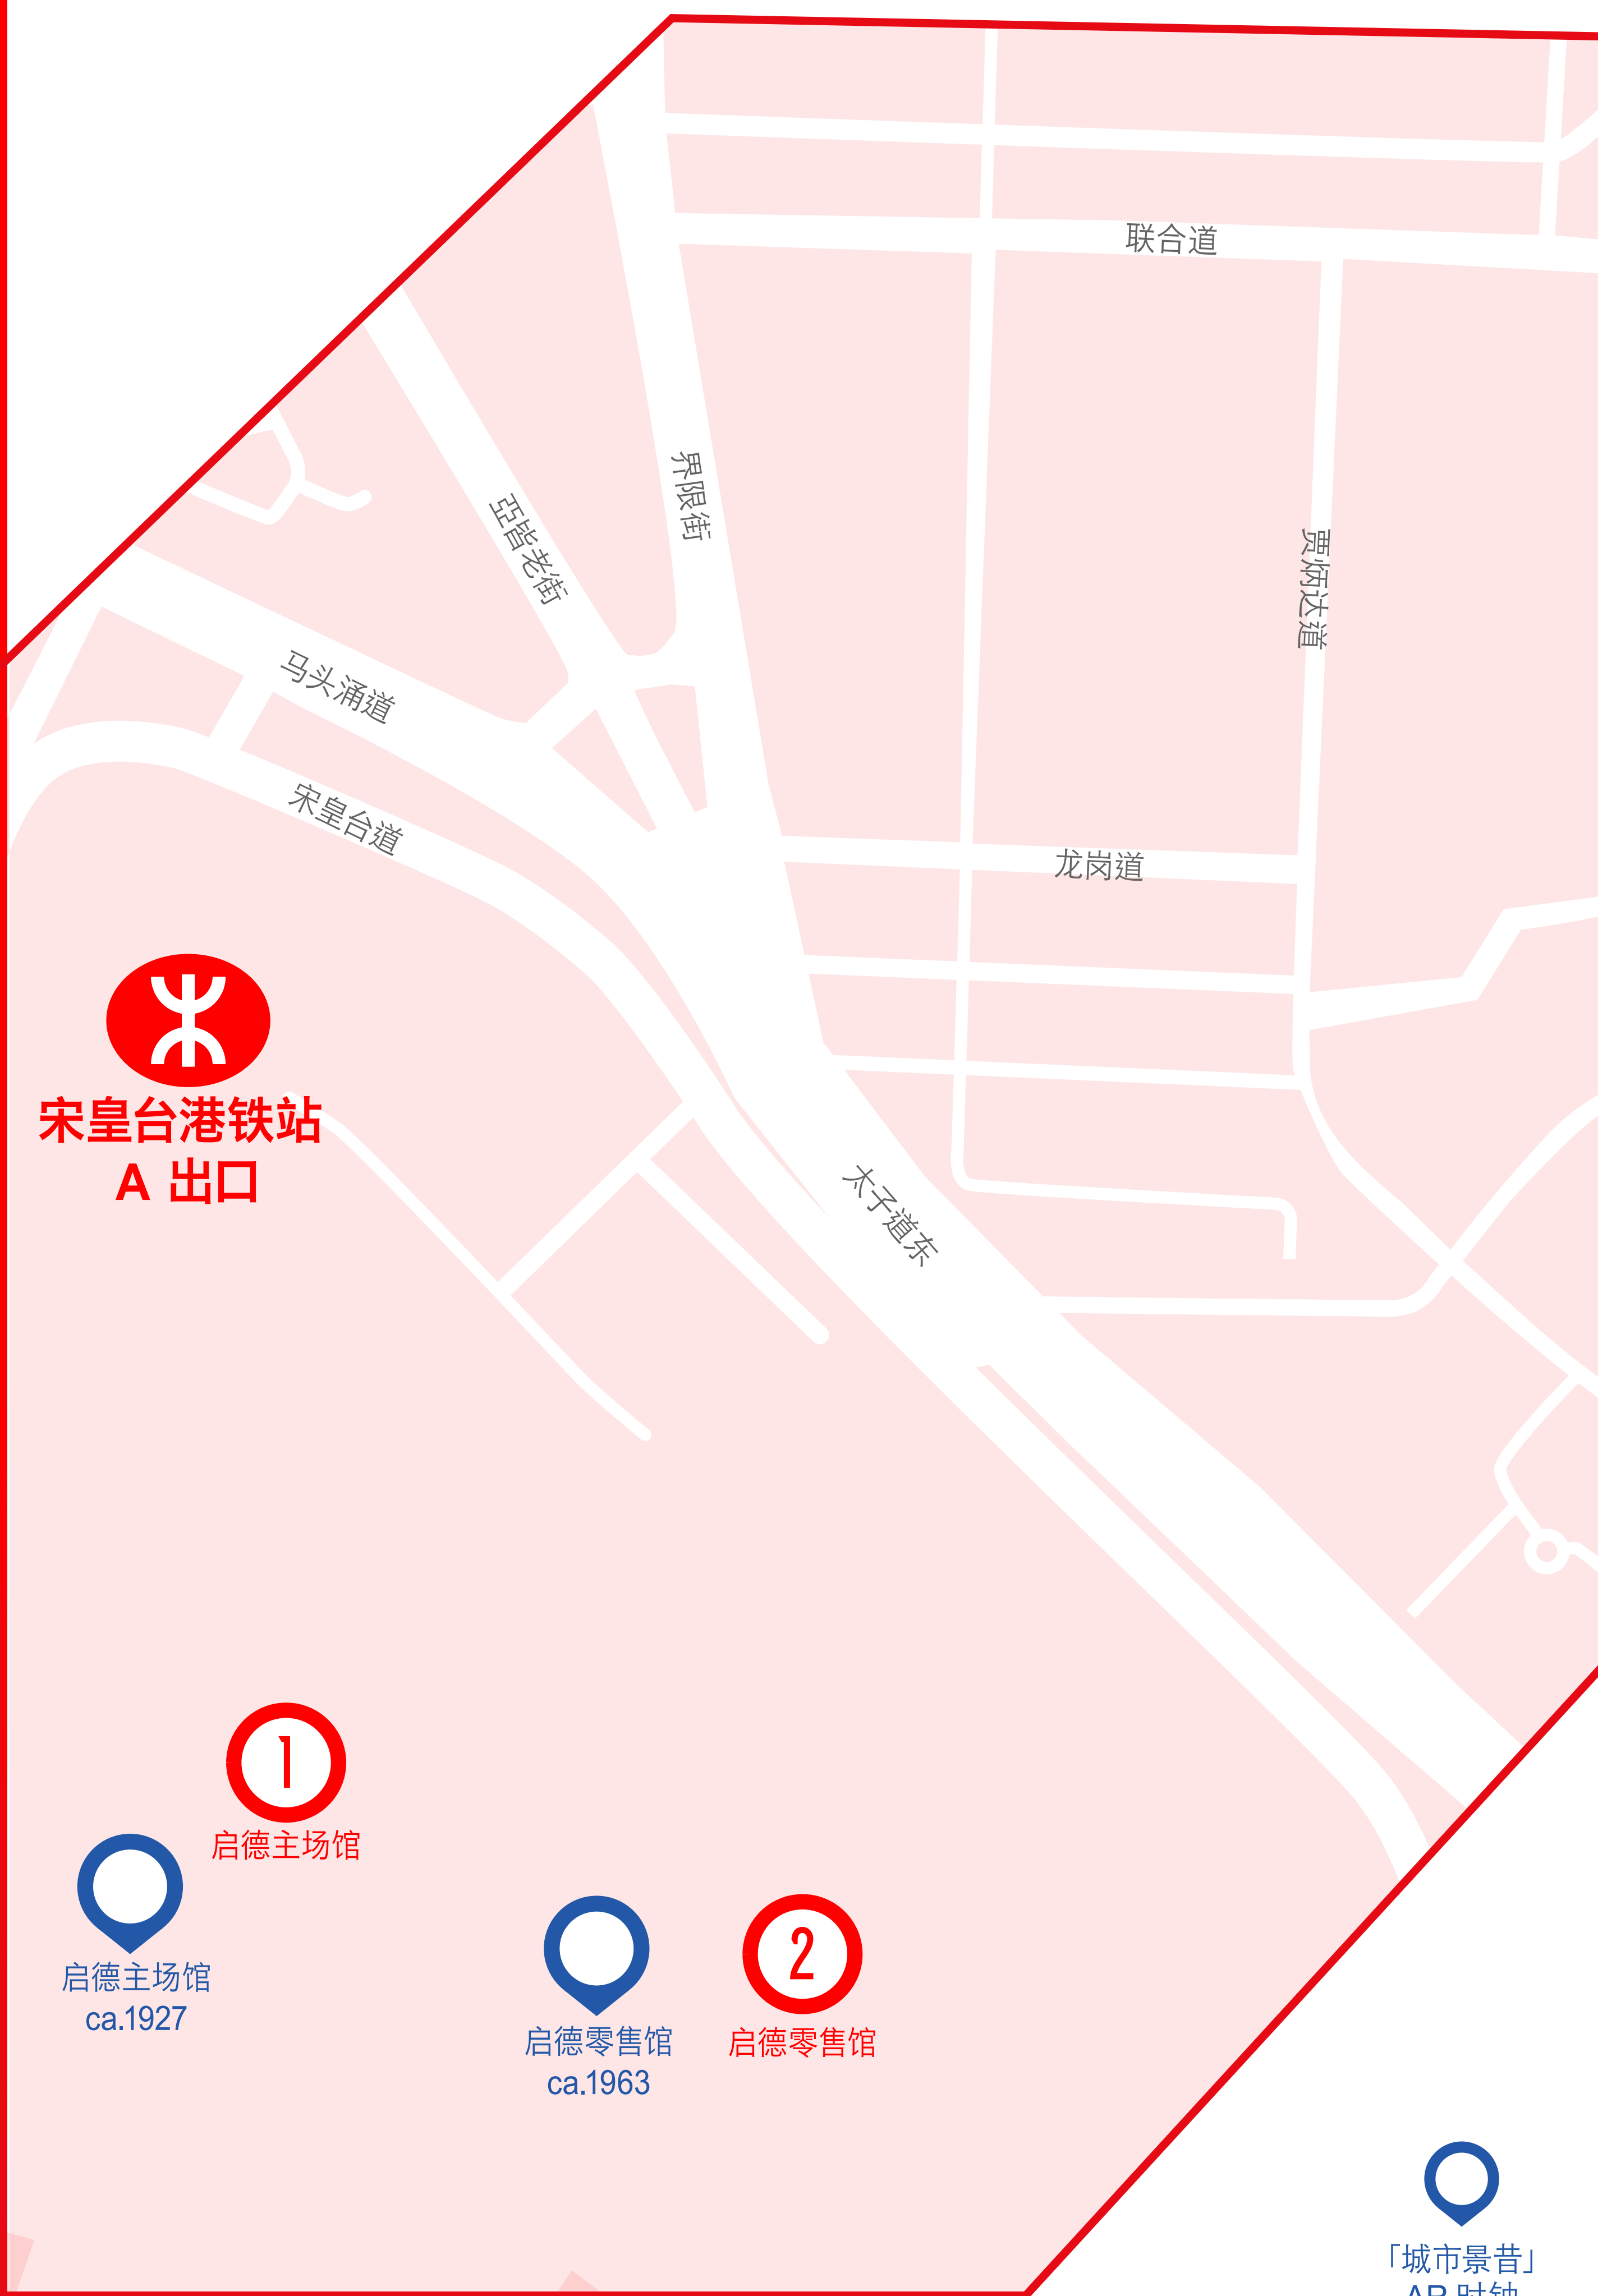 联合道
界限街
亞皆老街
贾炳达道
马头涌道
宋皇台道
龙岗道
宋皇台港铁站
A 出口
太子道东
1
启德主场馆
启德主场馆
ca.1927
2
启德零售馆
ca.1963
启德零售馆
「城市景昔」
AR 时钟